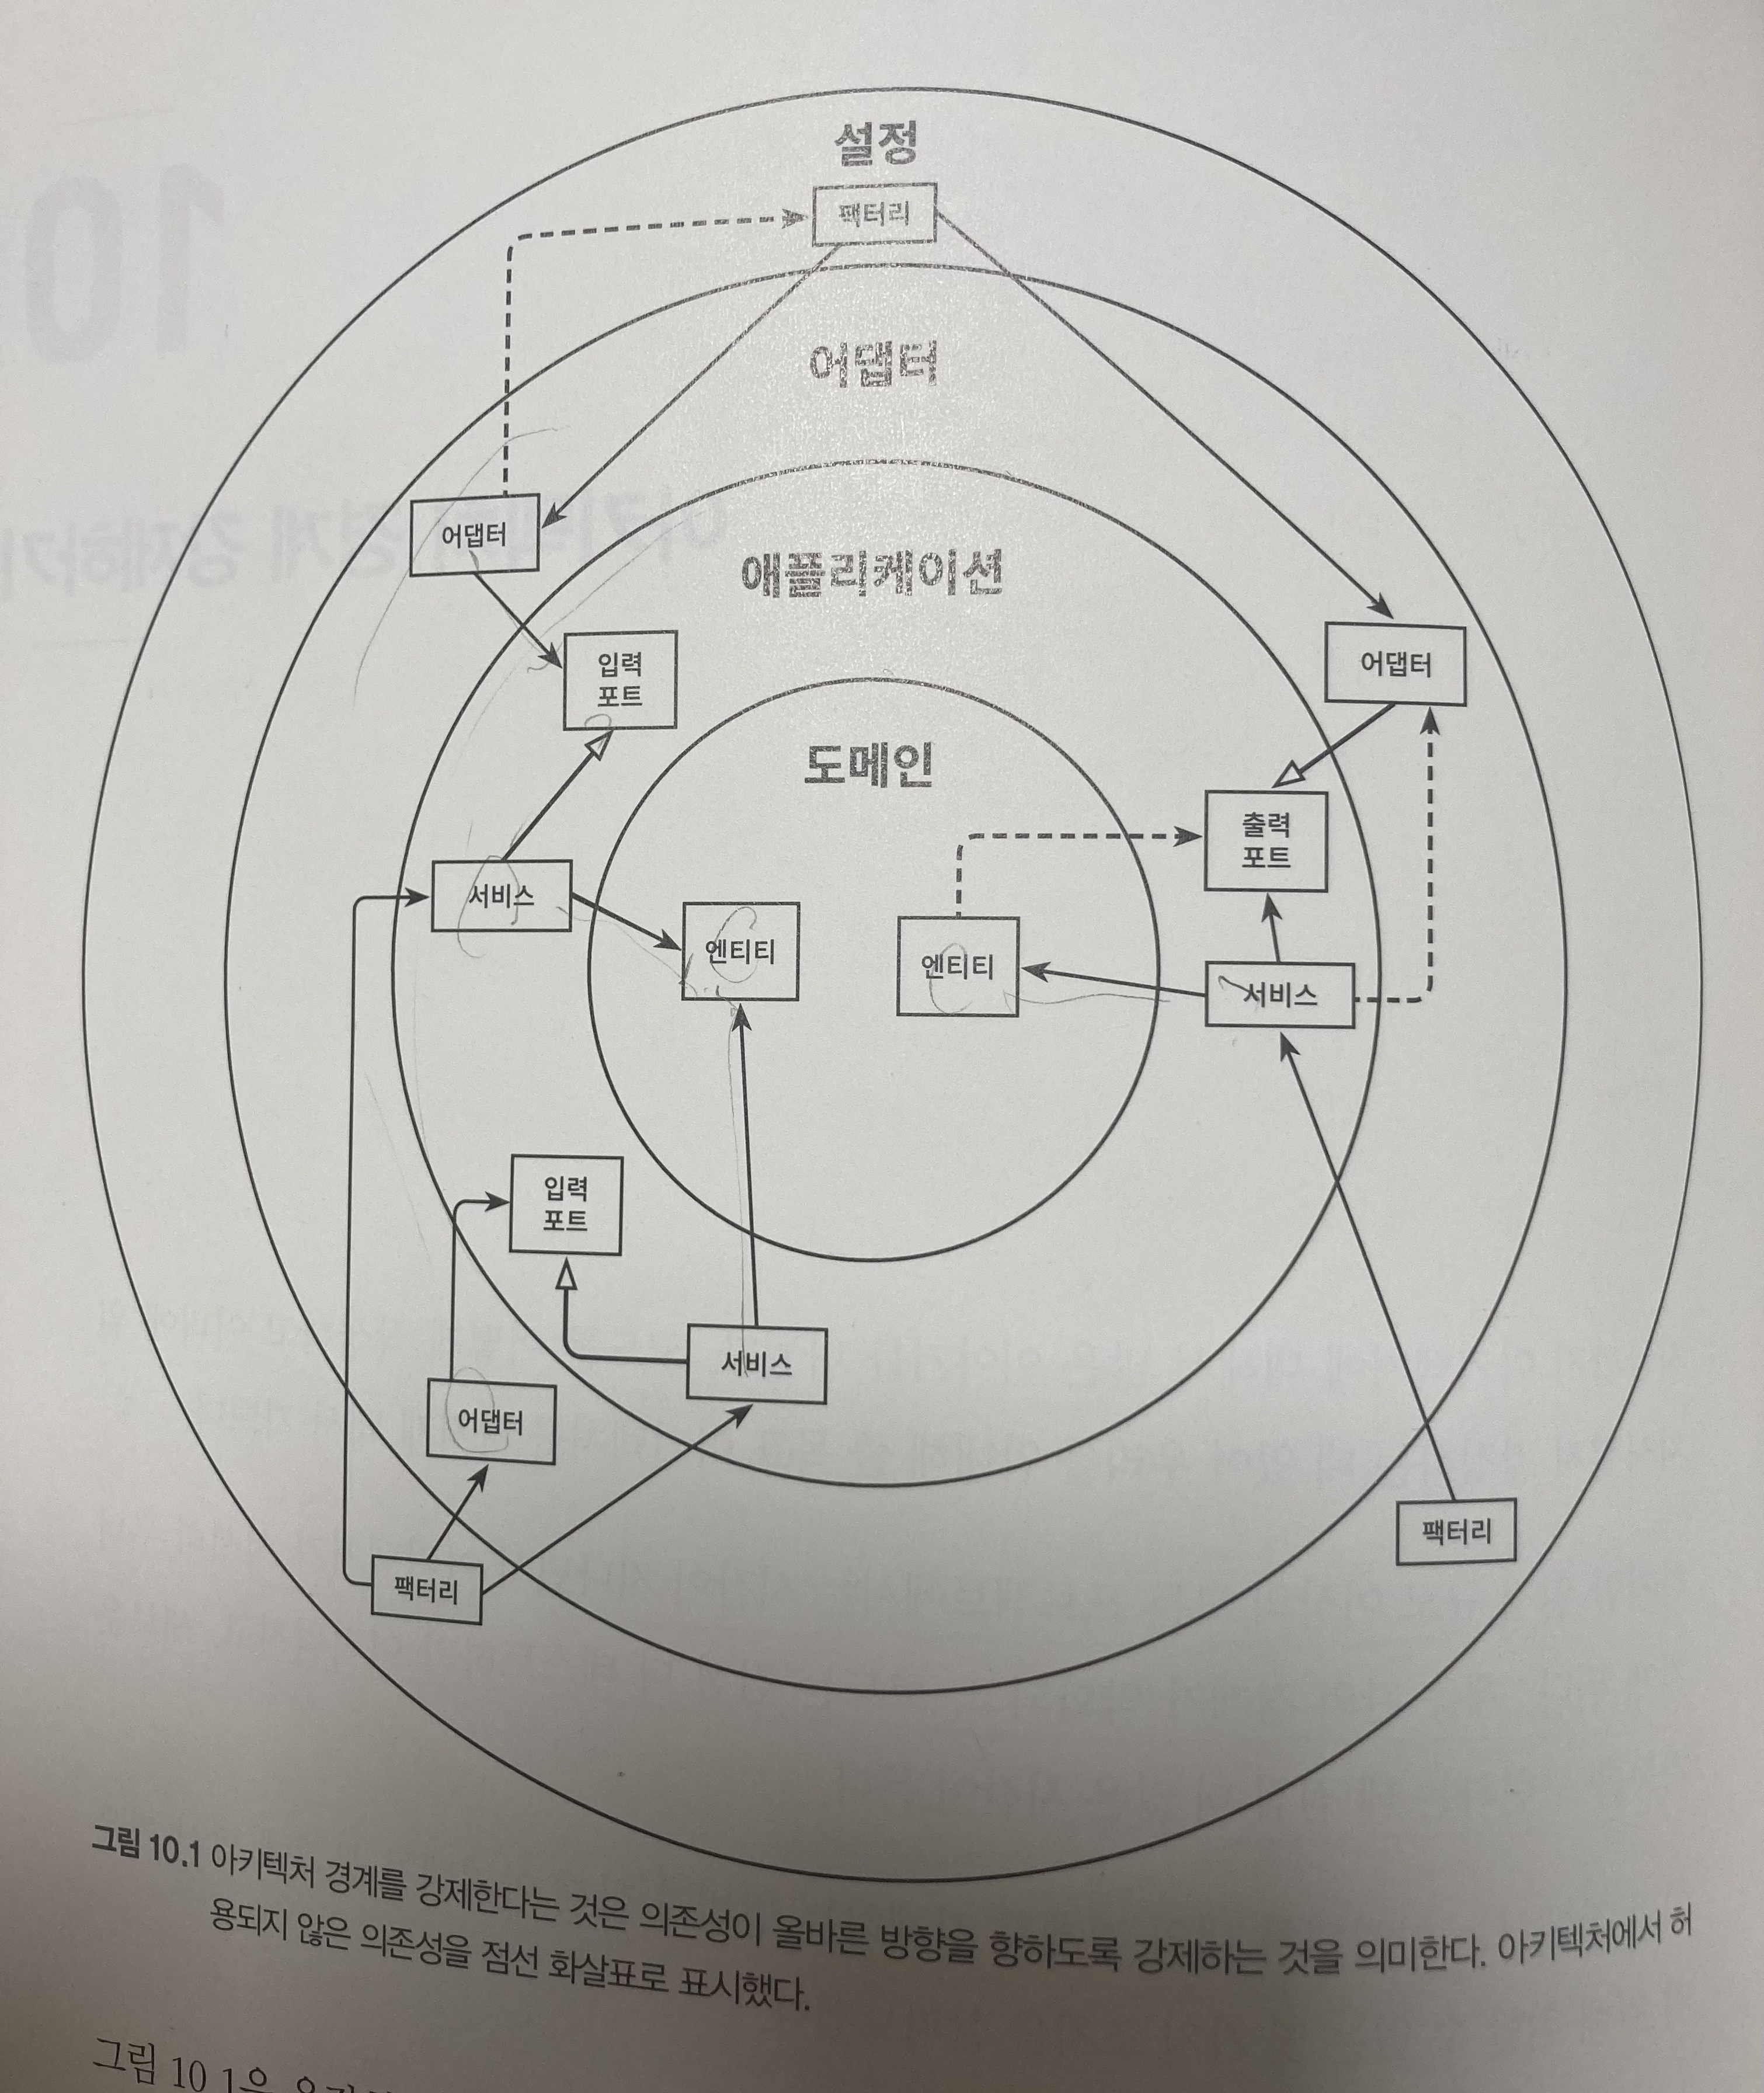 설정
팩터리
어댑터
어댑터
애플리케이션
입력
포트
어댑터
도메인
출력
포트
서비스
엔티티
엔티티
서비스
입력
포트
서비스
어댑터
팩터리
팩터리
그림 10.1 아키텍처 경계를 강제한다는 것은 의존성이 올바른 방향을 향하도록 강제하는 것을 의미한다. 아키텍처에서 허
용되지 않은 의존성을 점선 화살표로 표시했다.
그림 10.1은